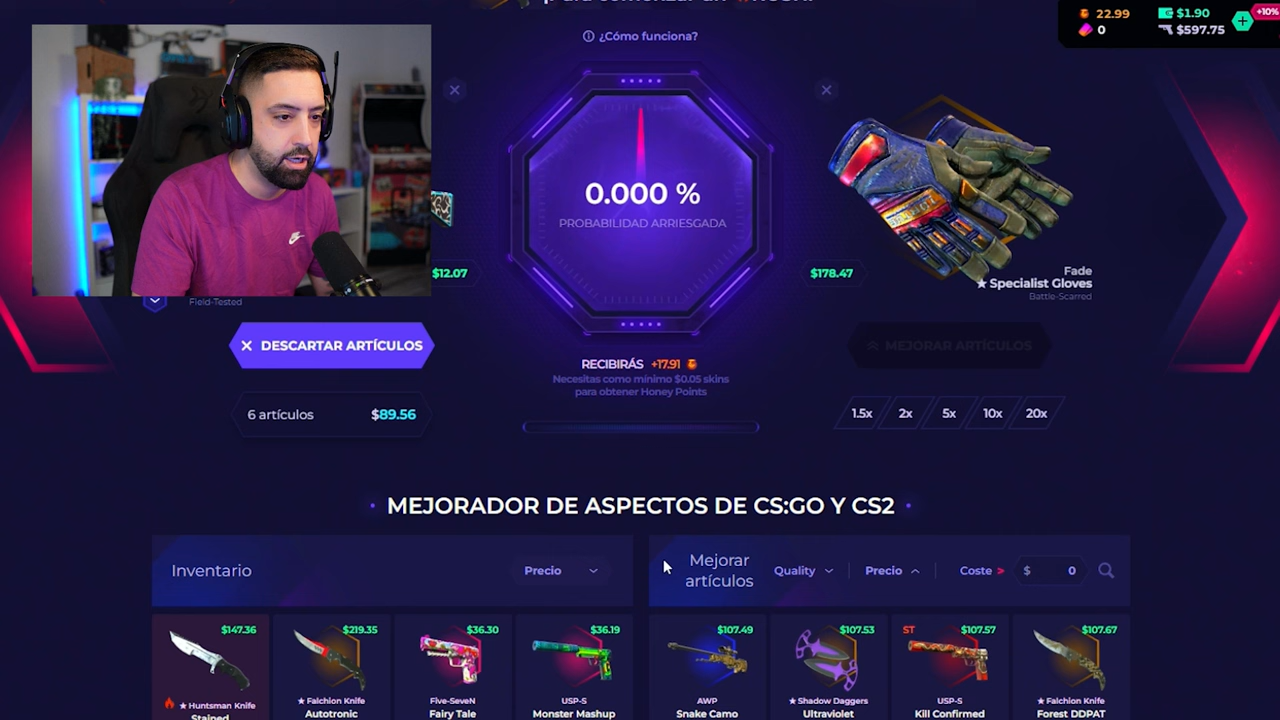 22.99
$1.90
+10%
0
$597.75
¿Cómo funciona?
0.000 %
PROBABILIDAD ARRIESGADA
$12.07
$178.47
Fade
★ Specialist Gloves
Battle-Scarred
Field-Tested
DESCARTAR ARTÍCULOS
MEJORAR ARTÍCULOS
RECIBIRÁS +17.91
Necesitas como mínimo $0.05 skins
para obtener Honey Points
6 artículos $89.56
1.5x 2x 5x 10x 20x
MEJORADOR DE ASPECTOS DE CS:GO Y CS2
Inventario
Precio
Mejorar
artículos
Quality
Precio
Coste >
$ 0
$147.36
★ Huntsman Knife
Stained
$219.35
★ Falchion Knife
Autotronic
$36.30
Five-SeveN
Fairy Tale
$36.19
USP-S
Monster Mashup
$107.49
AWP
Snake Camo
$107.53
★ Shadow Daggers
Ultraviolet
ST $107.57
USP-S
Kill Confirmed
$107.67
★ Falchion Knife
Forest DDPAT